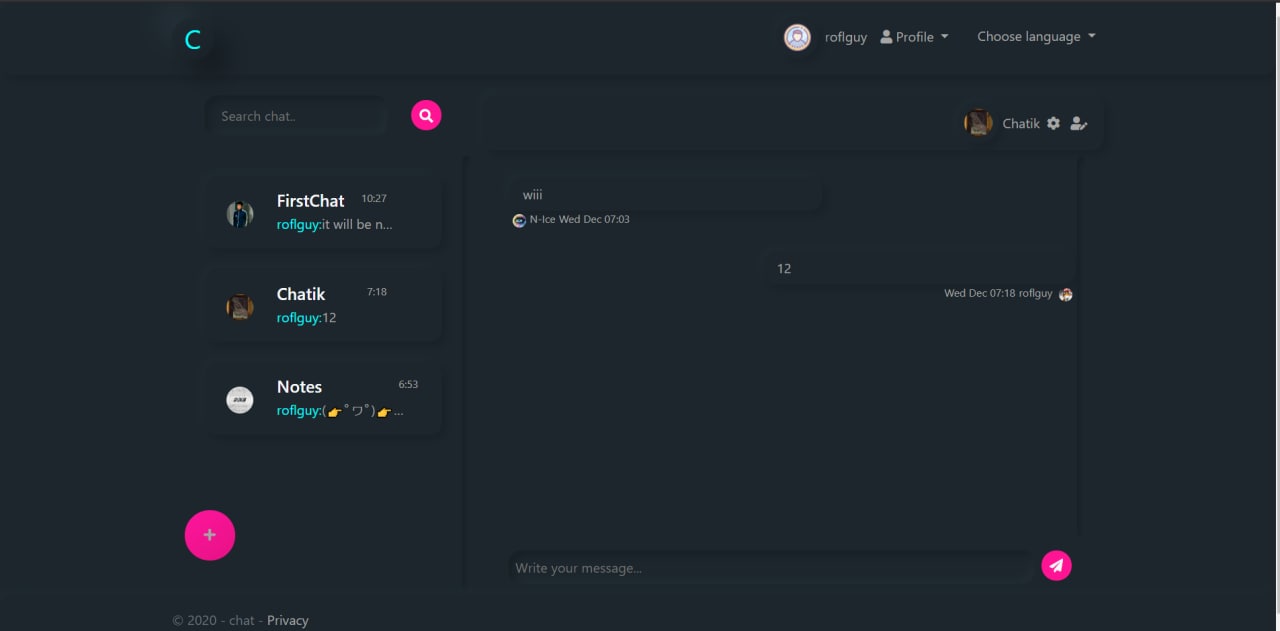 C
roflguy Profile Choose language
Search chat..
Chatik
FirstChat 10:27
roflguy:it will be n...
Chatik 7:18
roflguy:12
Notes 6:53
roflguy:(👉ﾟヮﾟ)👉...
wiii
N-Ice Wed Dec 07:03
12
Wed Dec 07:18 roflguy
Write your message...
© 2020 - chat - Privacy